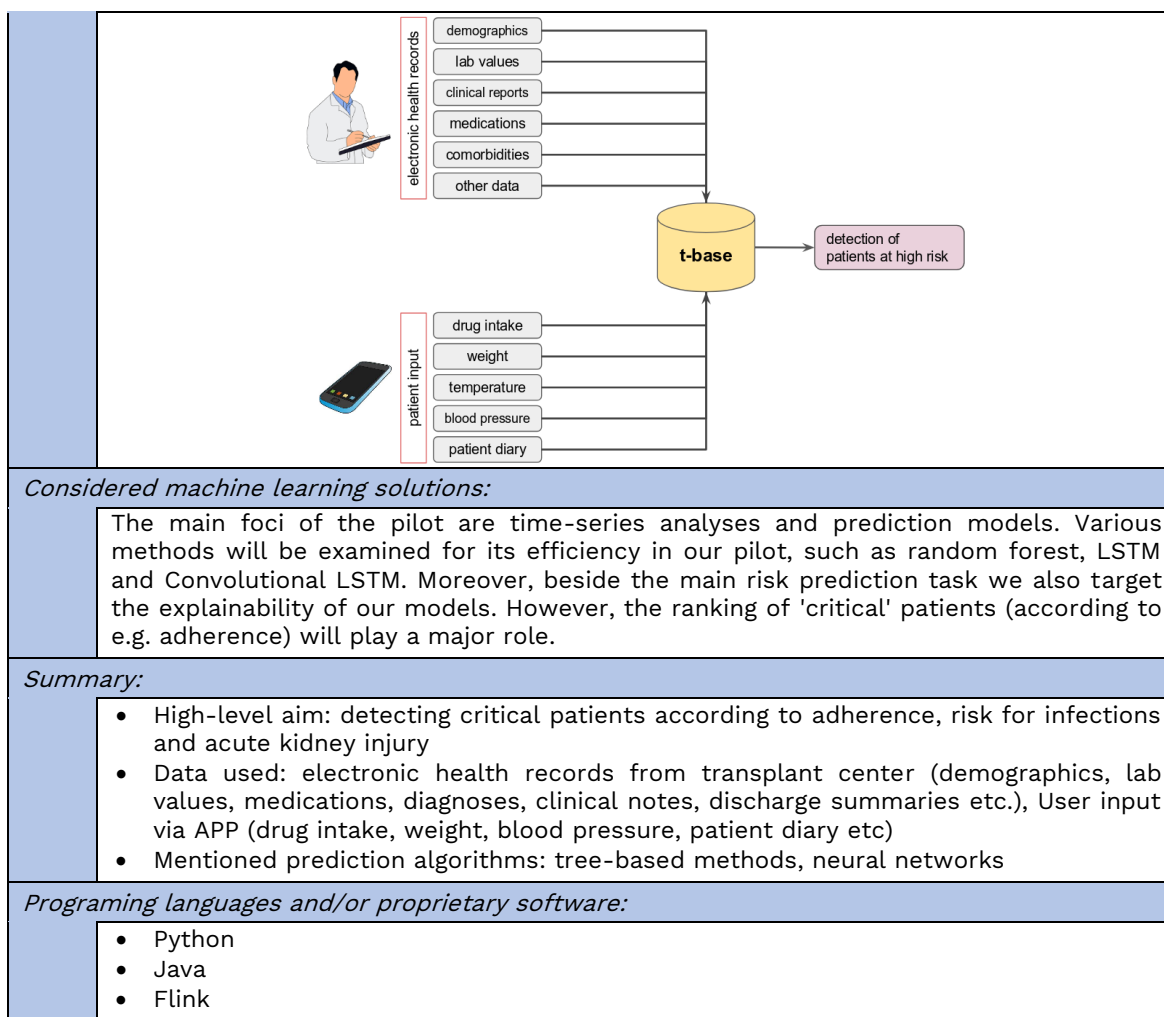 electronic health records
demographics
lab values
clinical reports
medications
comorbidities
other data
t-base
detection of
patients at high risk
patient input
drug intake
weight
temperature
blood pressure
patient diary
Considered machine learning solutions:
The main foci of the pilot are time-series analyses and prediction models. Various
methods will be examined for its efficiency in our pilot, such as random forest, LSTM
and Convolutional LSTM. Moreover, beside the main risk prediction task we also target
the explainability of our models. However, the ranking of 'critical' patients (according to
e.g. adherence) will play a major role.
Summary:
• High-level aim: detecting critical patients according to adherence, risk for infections
and acute kidney injury
• Data used: electronic health records from transplant center (demographics, lab
values, medications, diagnoses, clinical notes, discharge summaries etc.), User input
via APP (drug intake, weight, blood pressure, patient diary etc)
• Mentioned prediction algorithms: tree-based methods, neural networks
Programing languages and/or proprietary software:
• Python
• Java
• Flink